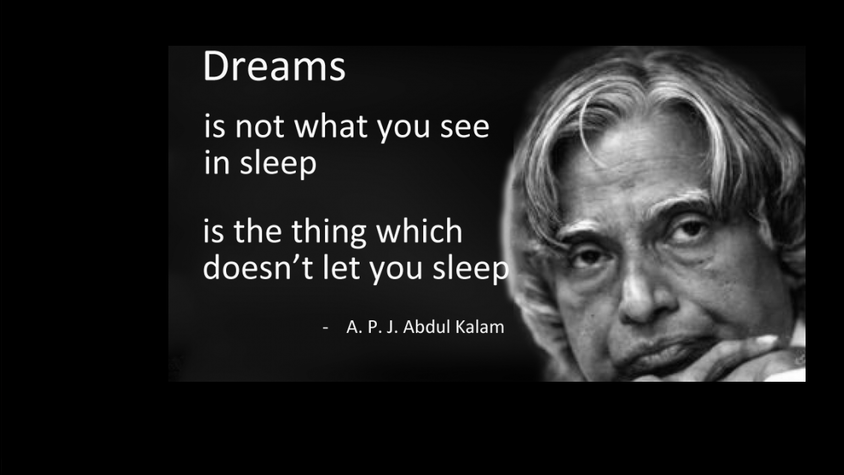 Dreams
is not what you see
in sleep
is the thing which
doesn’t let you sleep
- A. P. J. Abdul Kalam